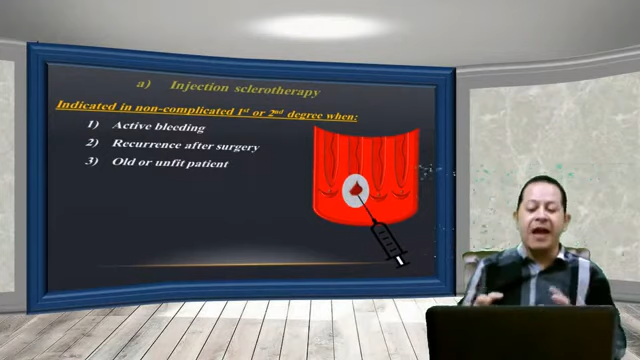 a) Injection sclerotherapy
Indicated in non-complicated 1st or 2nd degree when:
1) Active bleeding
2) Recurrence after surgery
3) Old or unfit patient